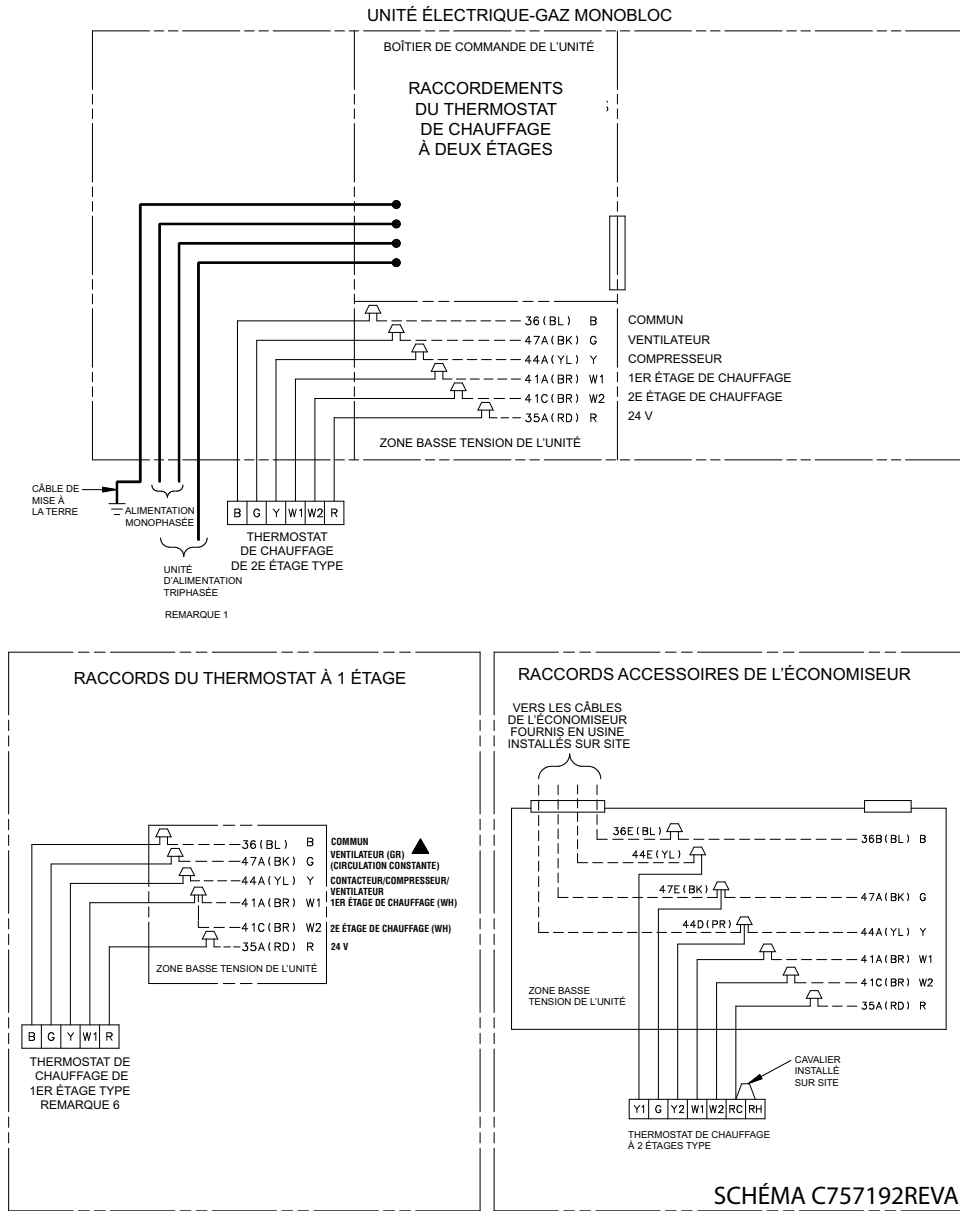 UNITÉ ÉLECTRIQUE-GAZ MONOBLOC
BOÎTIER DE COMMANDE DE L'UNITÉ
RACCORDEMENTS
DU THERMOSTAT
DE CHAUFFAGE
À DEUX ÉTAGES
36(BL) B COMMUN
47A(BK) G VENTILATEUR
44A(YL) Y COMPRESSEUR
41A(BR) W1 1ER ÉTAGE DE CHAUFFAGE
41C(BR) W2 2E ÉTAGE DE CHAUFFAGE
35A(RD) R 24 V
ZONE BASSE TENSION DE L'UNITÉ
CÂBLE DE
MISE À
LA TERRE
ALIMENTATION
MONOPHASÉE
B G Y W1 W2 R
THERMOSTAT
DE CHAUFFAGE
DE 2E ÉTAGE TYPE
UNITÉ
D'ALIMENTATION
TRIPHASÉE
REMARQUE 1
RACCORDS DU THERMOSTAT À 1 ÉTAGE
36(BL) B COMMUN
47A(BK) G VENTILATEUR (GR)
(CIRCULATION CONSTANTE)
44A(YL) Y CONTACTEUR/COMPRESSEUR/
VENTILATEUR
41A(BR) W1 1ER ÉTAGE DE CHAUFFAGE (WH)
41C(BR) W2 2E ÉTAGE DE CHAUFFAGE (WH)
35A(RD) R 24 V
ZONE BASSE TENSION DE L'UNITÉ
B G Y W1 R
THERMOSTAT DE
CHAUFFAGE DE
1ER ÉTAGE TYPE
REMARQUE 6
RACCORDS ACCESSOIRES DE L'ÉCONOMISEUR
VERS LES CÂBLES
DE L'ÉCONOMISEUR
FOURNIS EN USINE
INSTALLÉS SUR SITE
36E(BL)
36B(BL) B
44E(YL)
47E(BK)
47A(BK) G
44D(PR)
44A(YL) Y
41A(BR) W1
41C(BR) W2
35A(RD) R
ZONE BASSE
TENSION DE L'UNITÉ
CAVALIER
INSTALLÉ
SUR SITE
Y1 G Y2 W1 W2 RC RH
THERMOSTAT DE CHAUFFAGE
À 2 ÉTAGES TYPE
SCHÉMA C757192REVA